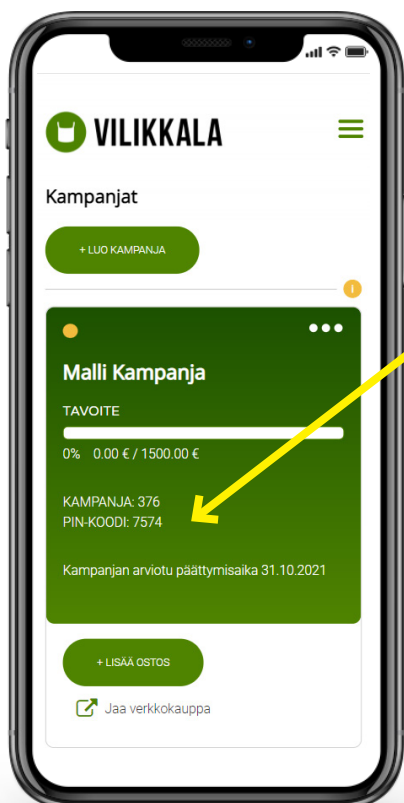 VILIKKALA
Kampanjat
+ LUO KAMPANJA
i
Malli Kampanja
TAVOITE
0% 0.00 € / 1500.00 €
KAMPANJA: 376
PIN-KOODI: 7574
Kampanjan arviotu päättymisaika 31.10.2021
+ LISÄÄ OSTOS
Jaa verkkokauppa